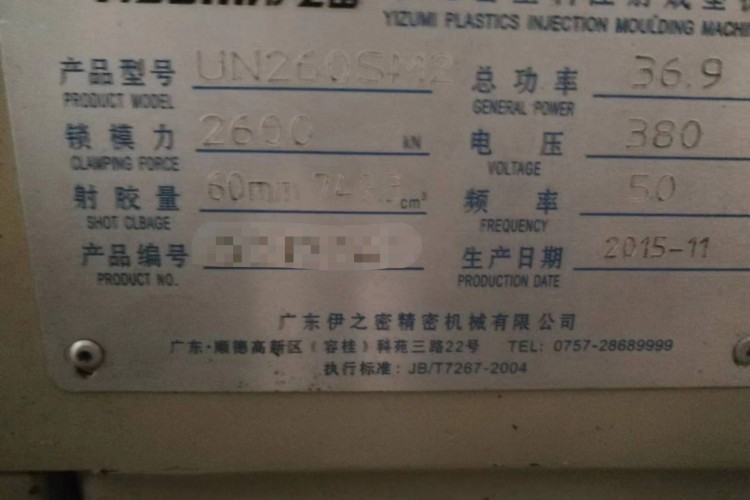 YIZUMI PLASTICS INJECTION MOULDING MACHIN
产品型号 UN260SM2 总功率 36.9
PRODUCT MODEL GENERAL POWER
锁模力 2600 kN 电压 380
CLAMPING FORCE VOLTAGE
射胶量 60mm cm³ 频率 50
SHOT CLBAGE FREQUENCY
产品编号 生产日期 2015-11
PRODUCT NO. PRODUCTION DATE
广东伊之密精密机械有限公司
广东·顺德高新区（容桂）科苑三路22号 TEL: 0757-28689999
执行标准: JB/T7267-2004